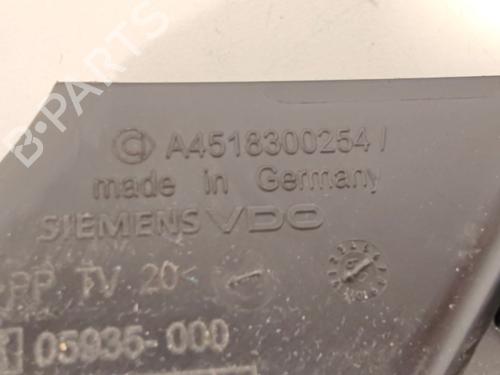 B-PARTS
A4518300254 /
made in Germany
SIEMENS VDO
PP TV 20<
05935-000